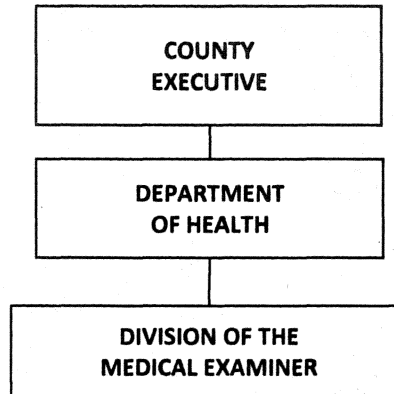 COUNTY
EXECUTIVE
DEPARTMENT
OF HEALTH
DIVISION OF THE
MEDICAL EXAMINER